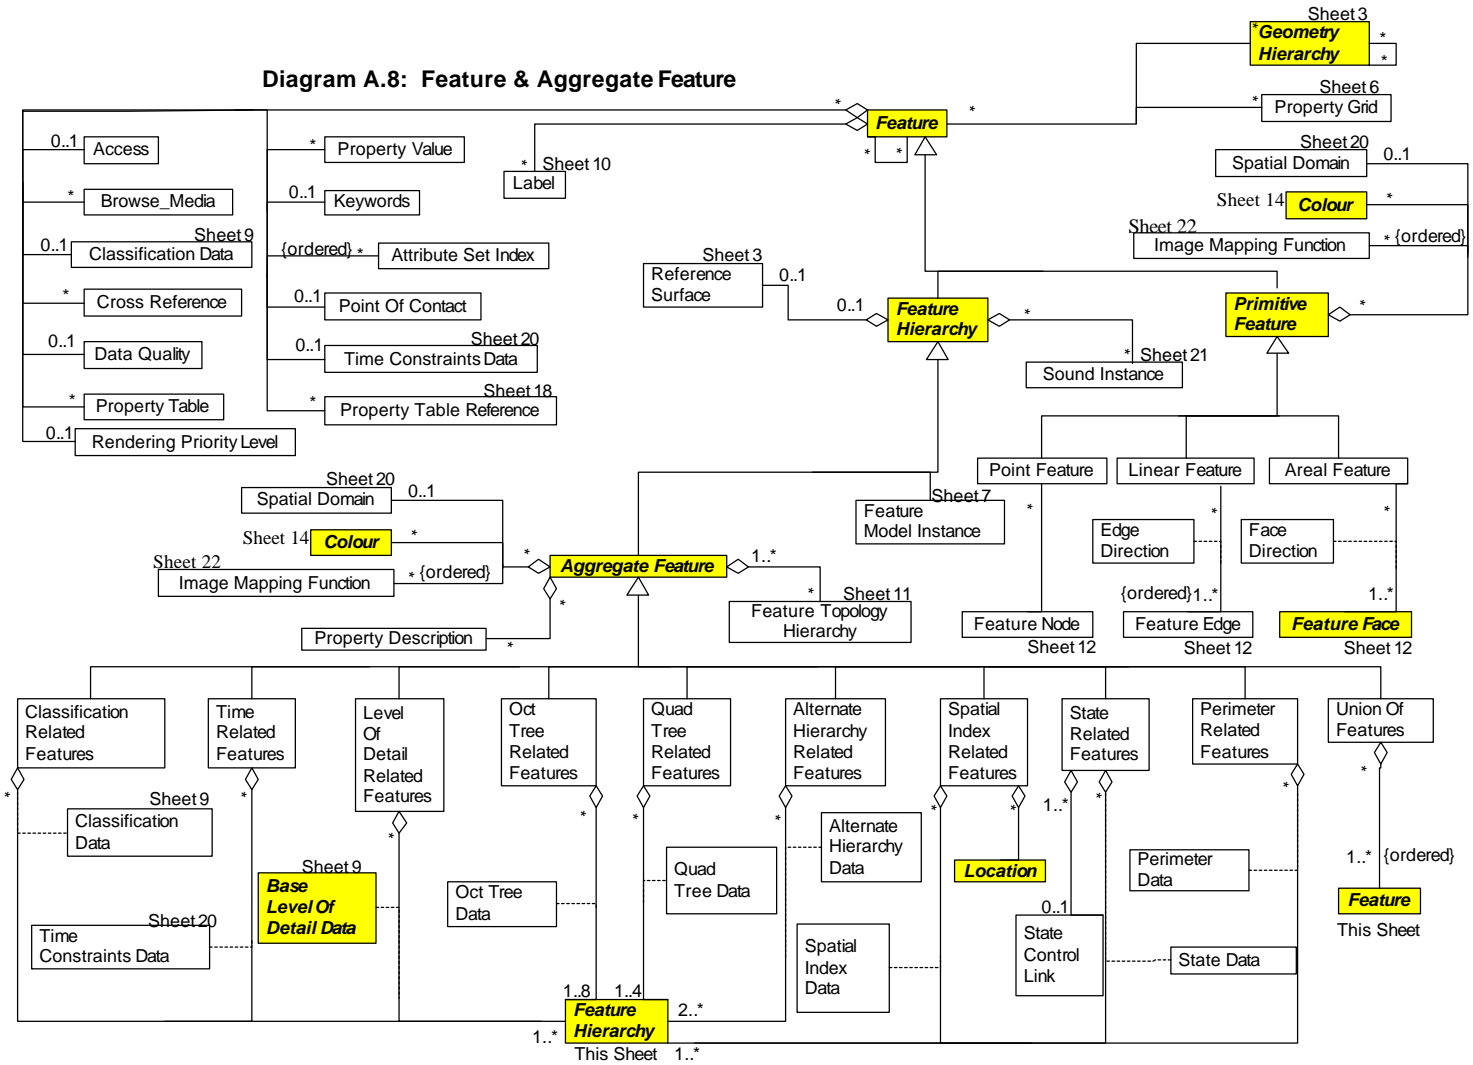 Diagram A.8: Feature & Aggregate Feature
Sheet 3
*
Geometry
Hierarchy
*
*
Sheet 6
*
Property Grid
*
Feature
*
*
*
*
Sheet 10
Label
0..1
Access
*
Browse_Media
Sheet 9
0..1
Classification Data
*
Cross Reference
0..1
Data Quality
*
Property Table
0..1
Rendering Priority Level
*
Property Value
0..1
Keywords
{ordered}
*
Attribute Set Index
0..1
Point Of Contact
Sheet 20
0..1
Time Constraints Data
Sheet 18
*
Property Table Reference
Sheet 20
Spatial Domain
0..1
Sheet 14
Colour
*
Sheet 22
Image Mapping Function
* {ordered}
Sheet 3
Reference
Surface
0..1
0..1
Feature
Hierarchy
*
*
Sheet 21
Sound Instance
Primitive
Feature
*
Point Feature
Linear Feature
Areal Feature
*
*
*
Edge
Direction
Face
Direction
{ordered}
1..*
1..*
Feature Node
Feature Edge
Feature Face
Sheet 12
Sheet 12
Sheet 12
Sheet 7
Feature
Model Instance
Sheet 20
Spatial Domain
0..1
Sheet 14
Colour
*
Sheet 22
Image Mapping Function
* {ordered}
*
Aggregate Feature
1..*
*
*
Sheet 11
Feature Topology
Hierarchy
Property Description
*
Classification
Related
Features
Time
Related
Features
Level
Of
Detail
Related
Features
Oct
Tree
Related
Features
Quad
Tree
Related
Features
Alternate
Hierarchy
Related
Features
Spatial
Index
Related
Features
State
Related
Features
Perimeter
Related
Features
Union Of
Features
*
*
*
*
*
*
*
*
1..*
*
*
*
Sheet 9
Classification
Data
Sheet 20
Time
Constraints Data
Sheet 9
Base
Level Of
Detail Data
Oct Tree
Data
Quad
Tree Data
Alternate
Hierarchy
Data
Spatial
Index
Data
Location
0..1
State
Control
Link
State Data
Perimeter
Data
1..*
{ordered}
Feature
This Sheet
1..8
1..4
Feature
Hierarchy
2..*
1..*
This Sheet
1..*